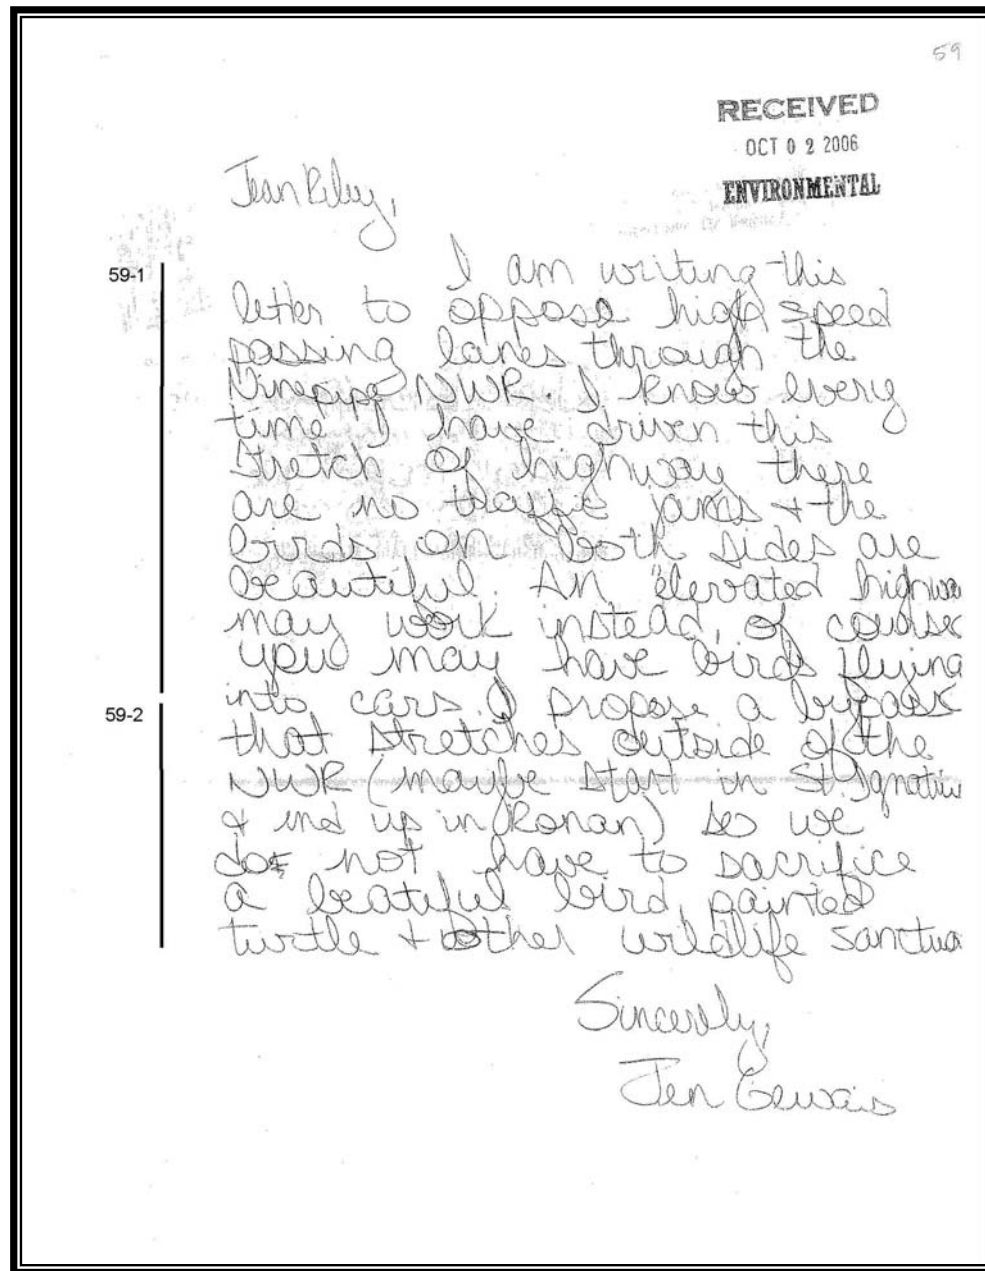 59
RECEIVED
OCT 02 2006
ENVIRONMENTAL
Jean Riley,
59-1
I am writing this
letter to oppose high speed
passing lanes through the
Ninepipe NWR. I know every
time I have driven this
stretch of highway there
are no traffic jams + the
birds on both sides are
beautiful. An elevated highwa
may work instead, of course
you may have birds flying
into cars. I propose a bypass
59-2
that stretches outside of the
NWR (maybe start in St. Ignatiu
& end up in Ronan) so we
do not have to sacrifice
a beatiful bird, painted
turtle + other wildlife sanctua
Sincerely,
Jen Gervais